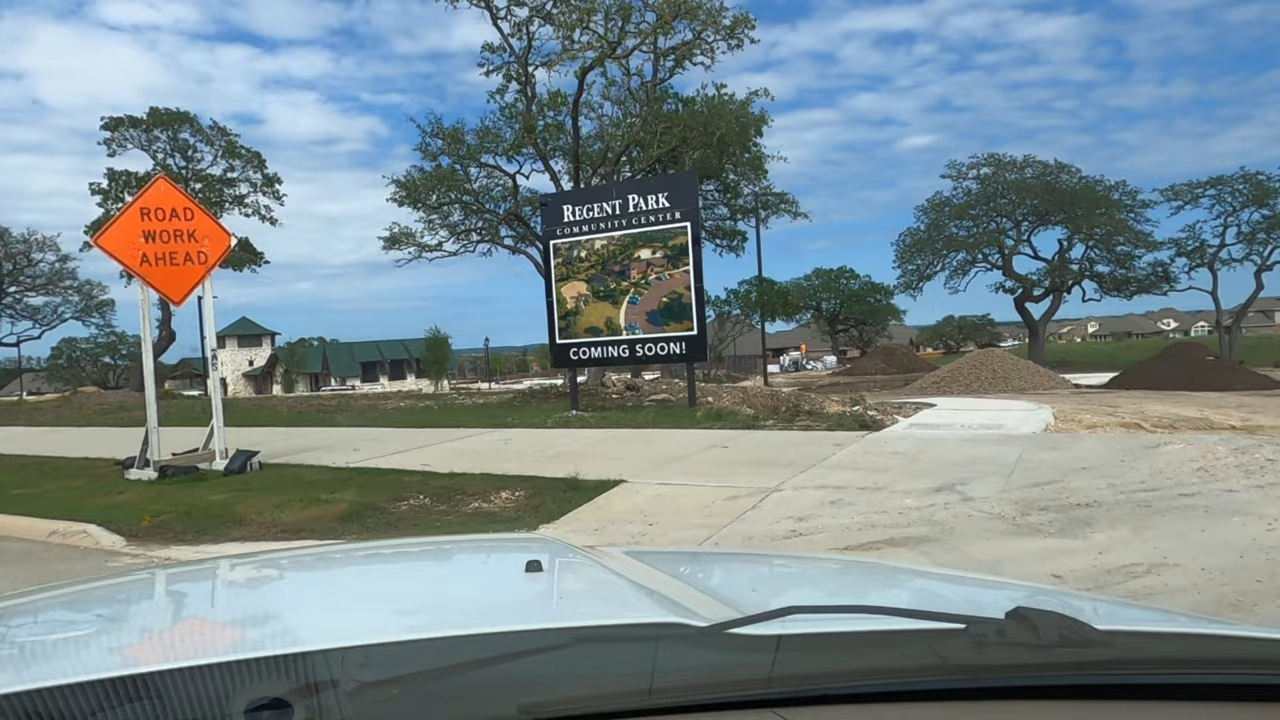 ROAD
WORK
AHEAD
REGENT PARK
COMMUNITY CENTER
COMING SOON!